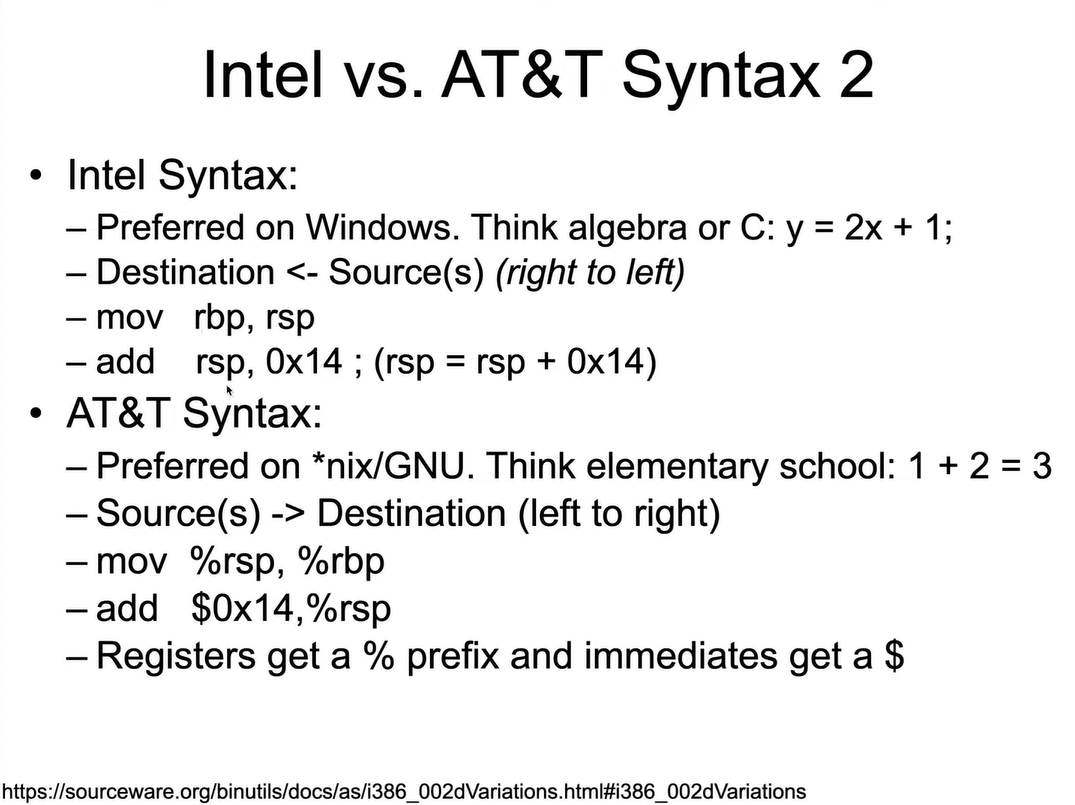 Intel vs. AT&T Syntax 2
• Intel Syntax:
– Preferred on Windows. Think algebra or C: y = 2x + 1;
– Destination <- Source(s) (right to left)
– mov rbp, rsp
– add rsp, 0x14 ; (rsp = rsp + 0x14)
• AT&T Syntax:
– Preferred on *nix/GNU. Think elementary school: 1 + 2 = 3
– Source(s) -> Destination (left to right)
– mov %rsp, %rbp
– add $0x14,%rsp
– Registers get a % prefix and immediates get a $
https://sourceware.org/binutils/docs/as/i386_002dVariations.html#i386_002dVariations